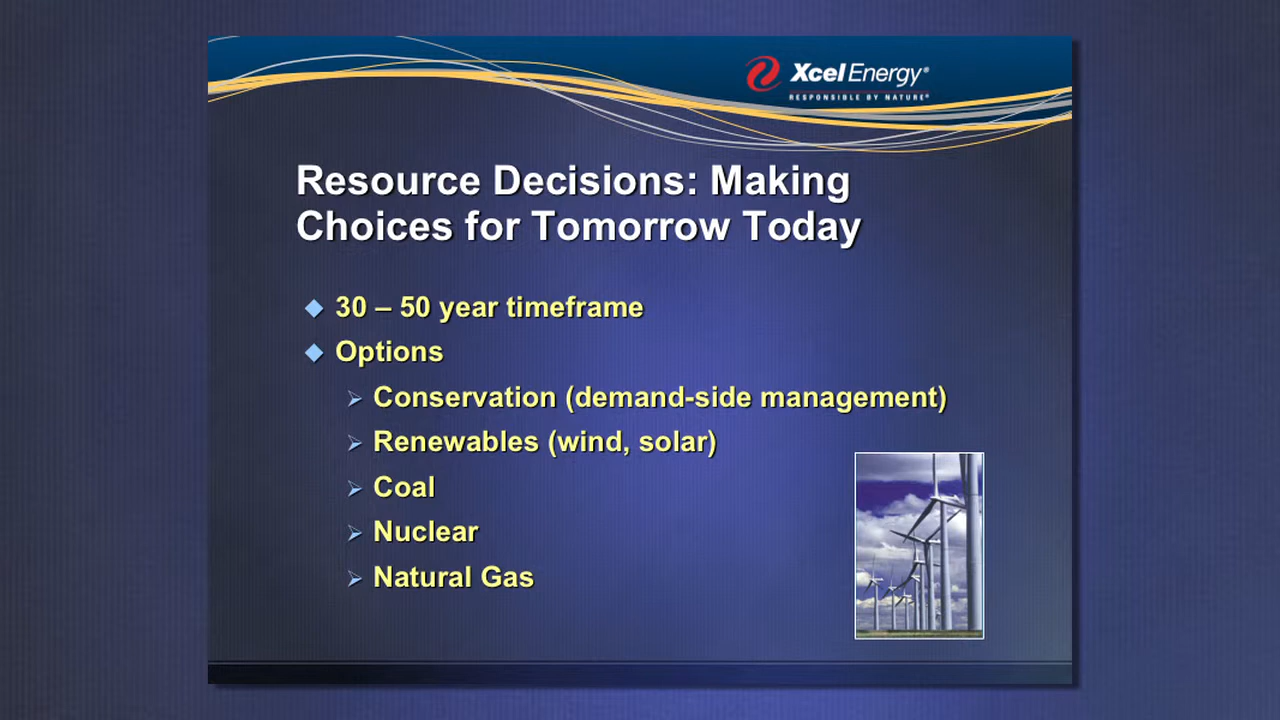 Xcel Energy®
RESPONSIBLE BY NATURE®
Resource Decisions: Making
Choices for Tomorrow Today
30 – 50 year timeframe
Options
Conservation (demand-side management)
Renewables (wind, solar)
Coal
Nuclear
Natural Gas